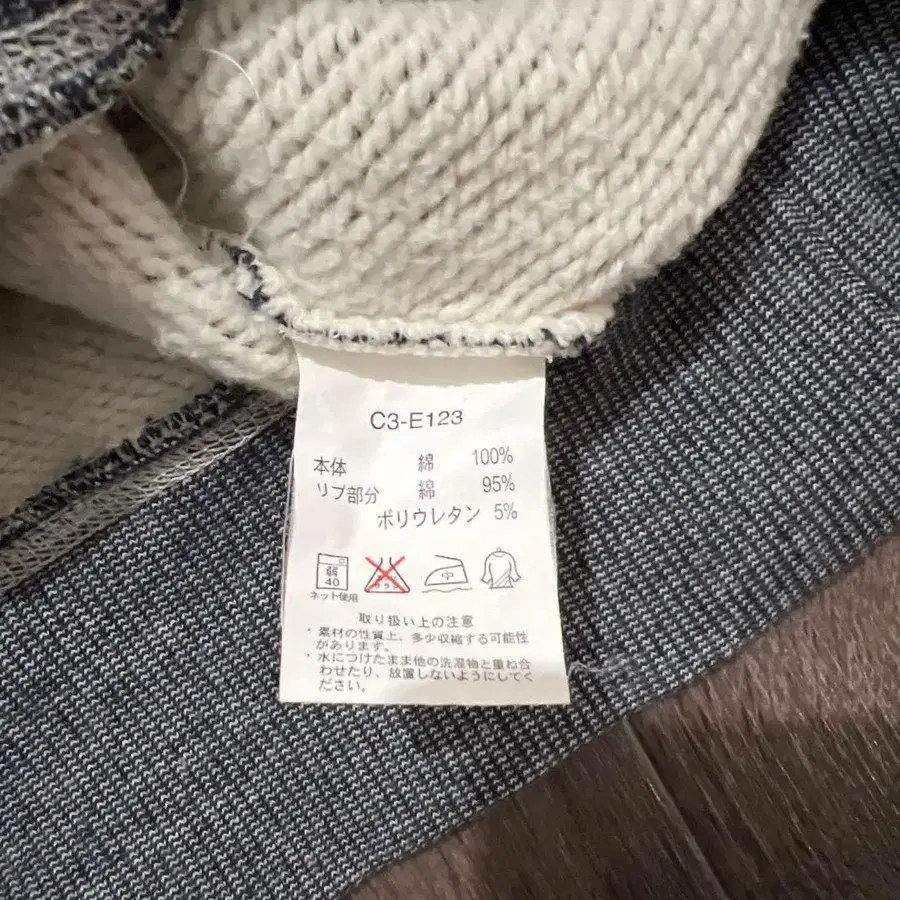 C3-E123
本体 綿 100%
リブ部分 綿 95%
ポリウレタン 5%
弱
40
中
ネット使用
取り扱い上の注意
・素材の性質上、多少収縮する可能性
があります。
・水につけたまま他の洗濯物と重ね合
わせたり、放置しないようにしてく
ださい。